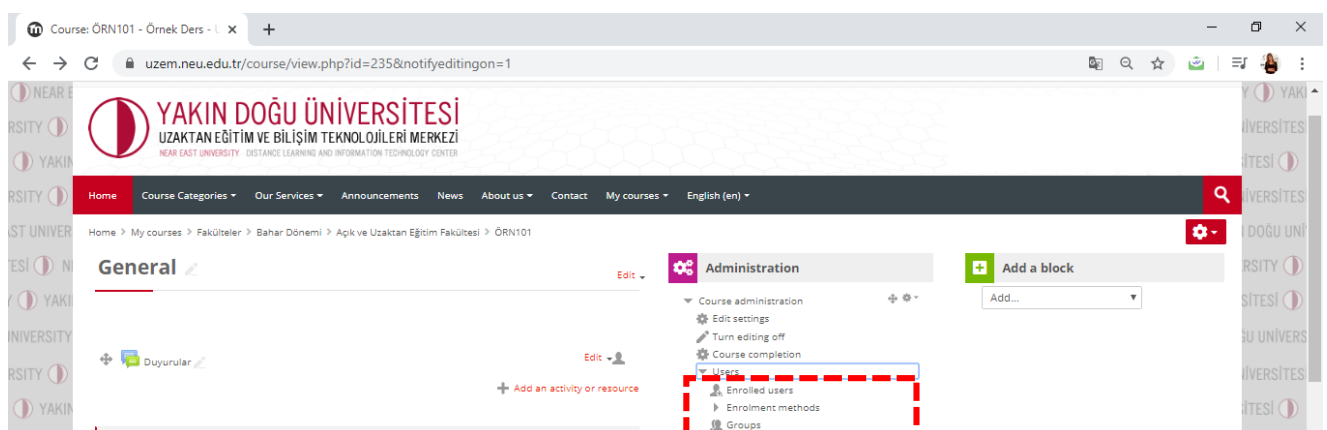 Course: ÖRN101 - Örnek Ders - U
uzem.neu.edu.tr/course/view.php?id=235&notifyeditingon=1
YAKIN DOĞU ÜNİVERSİTESİ
UZAKTAN EĞİTİM VE BİLİŞİM TEKNOLOJİLERİ MERKEZİ
NEAR EAST UNIVERSITY · DISTANCE LEARNING AND INFORMATION TECHNOLOGY CENTER
Home Course Categories Our Services Announcements News About us Contact My courses English (en)
Home > My courses > Fakülteler > Bahar Dönemi > Açık ve Uzaktan Eğitim Fakültesi > ÖRN101
General
Edit
Duyurular
Edit
Add an activity or resource
Administration
Course administration
Edit settings
Turn editing off
Course completion
Users
Enrolled users
Enrolment methods
Groups
Add a block
Add...